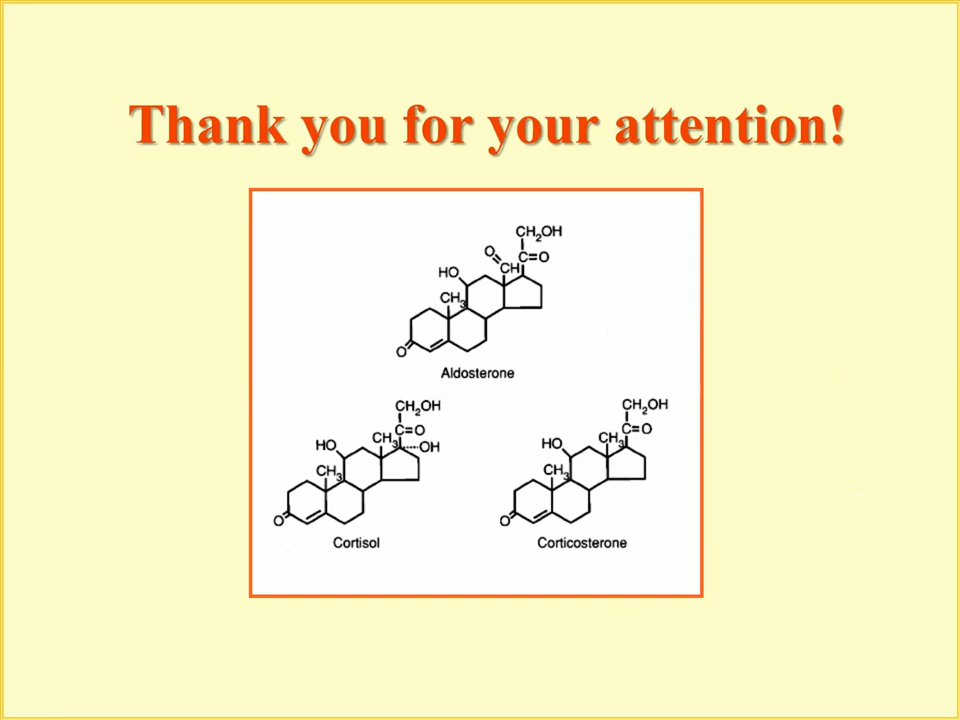 Thank you for your attention!
CH₂OH
O C=O
HO CH
CH₃
O
Aldosterone
CH₂OH CH₂OH
C=O C=O
HO CH₃ OH HO CH₃
CH₃ CH₃
O O
Cortisol Corticosterone